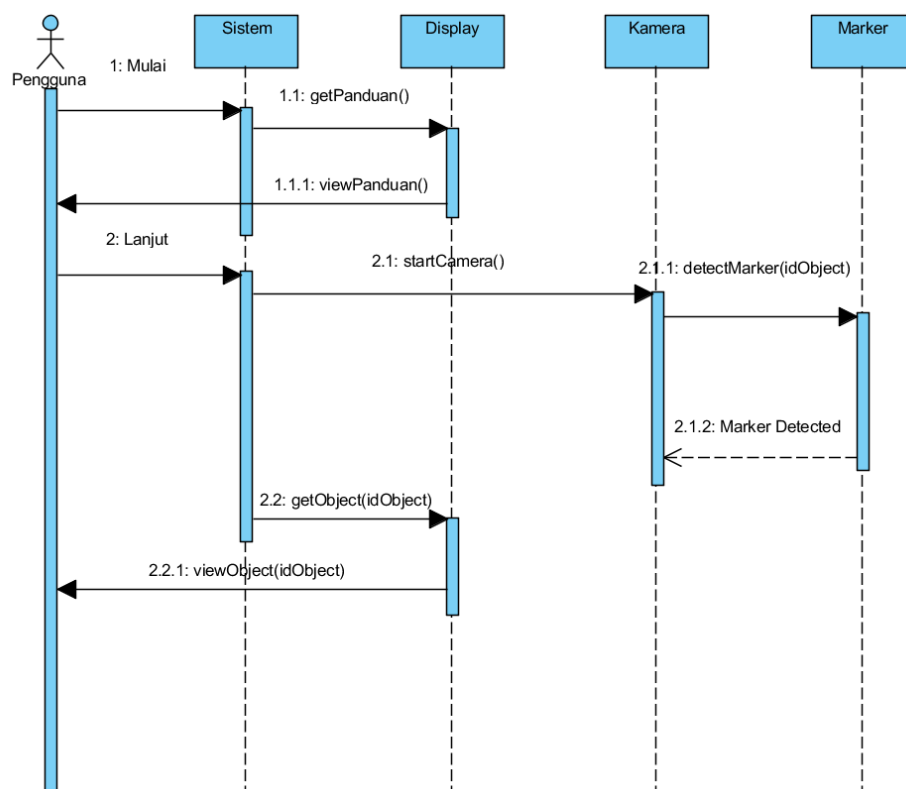 Sistem
Display
Kamera
Marker
Pengguna
1: Mulai
1.1: getPanduan()
1.1.1: viewPanduan()
2: Lanjut
2.1: startCamera()
2.1.1: detectMarker(idObject)
2.1.2: Marker Detected
2.2: getObject(idObject)
2.2.1: viewObject(idObject)